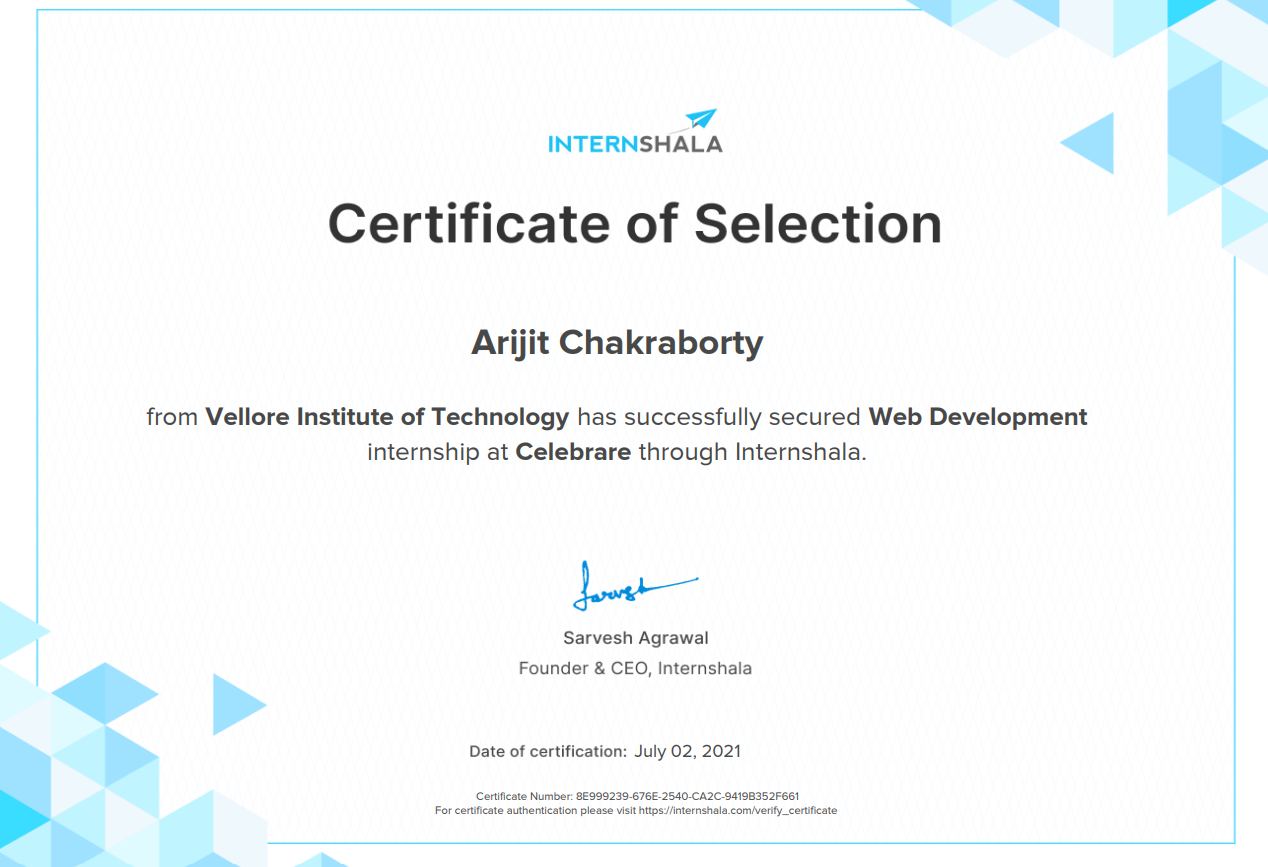 INTERNSHALA
Certificate of Selection
Arijit Chakraborty
from Vellore Institute of Technology has successfully secured Web Development
internship at Celebrare through Internshala.
Sarvesh
Sarvesh Agrawal
Founder & CEO, Internshala
Date of certification: July 02, 2021
Certificate Number: 8E999239-676E-2540-CA2C-9419B352F661
For certificate authentication please visit https://internshala.com/verify_certificate